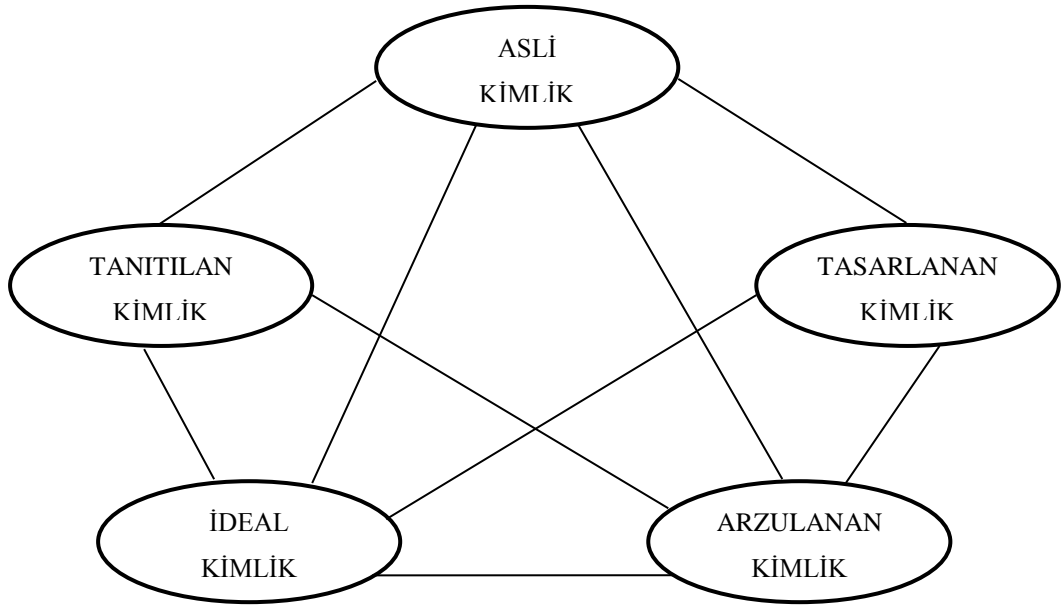 ASLİ
KİMLİK
TANITILAN
KİMLİK
TASARLANAN
KİMLİK
İDEAL
KİMLİK
ARZULANAN
KİMLİK